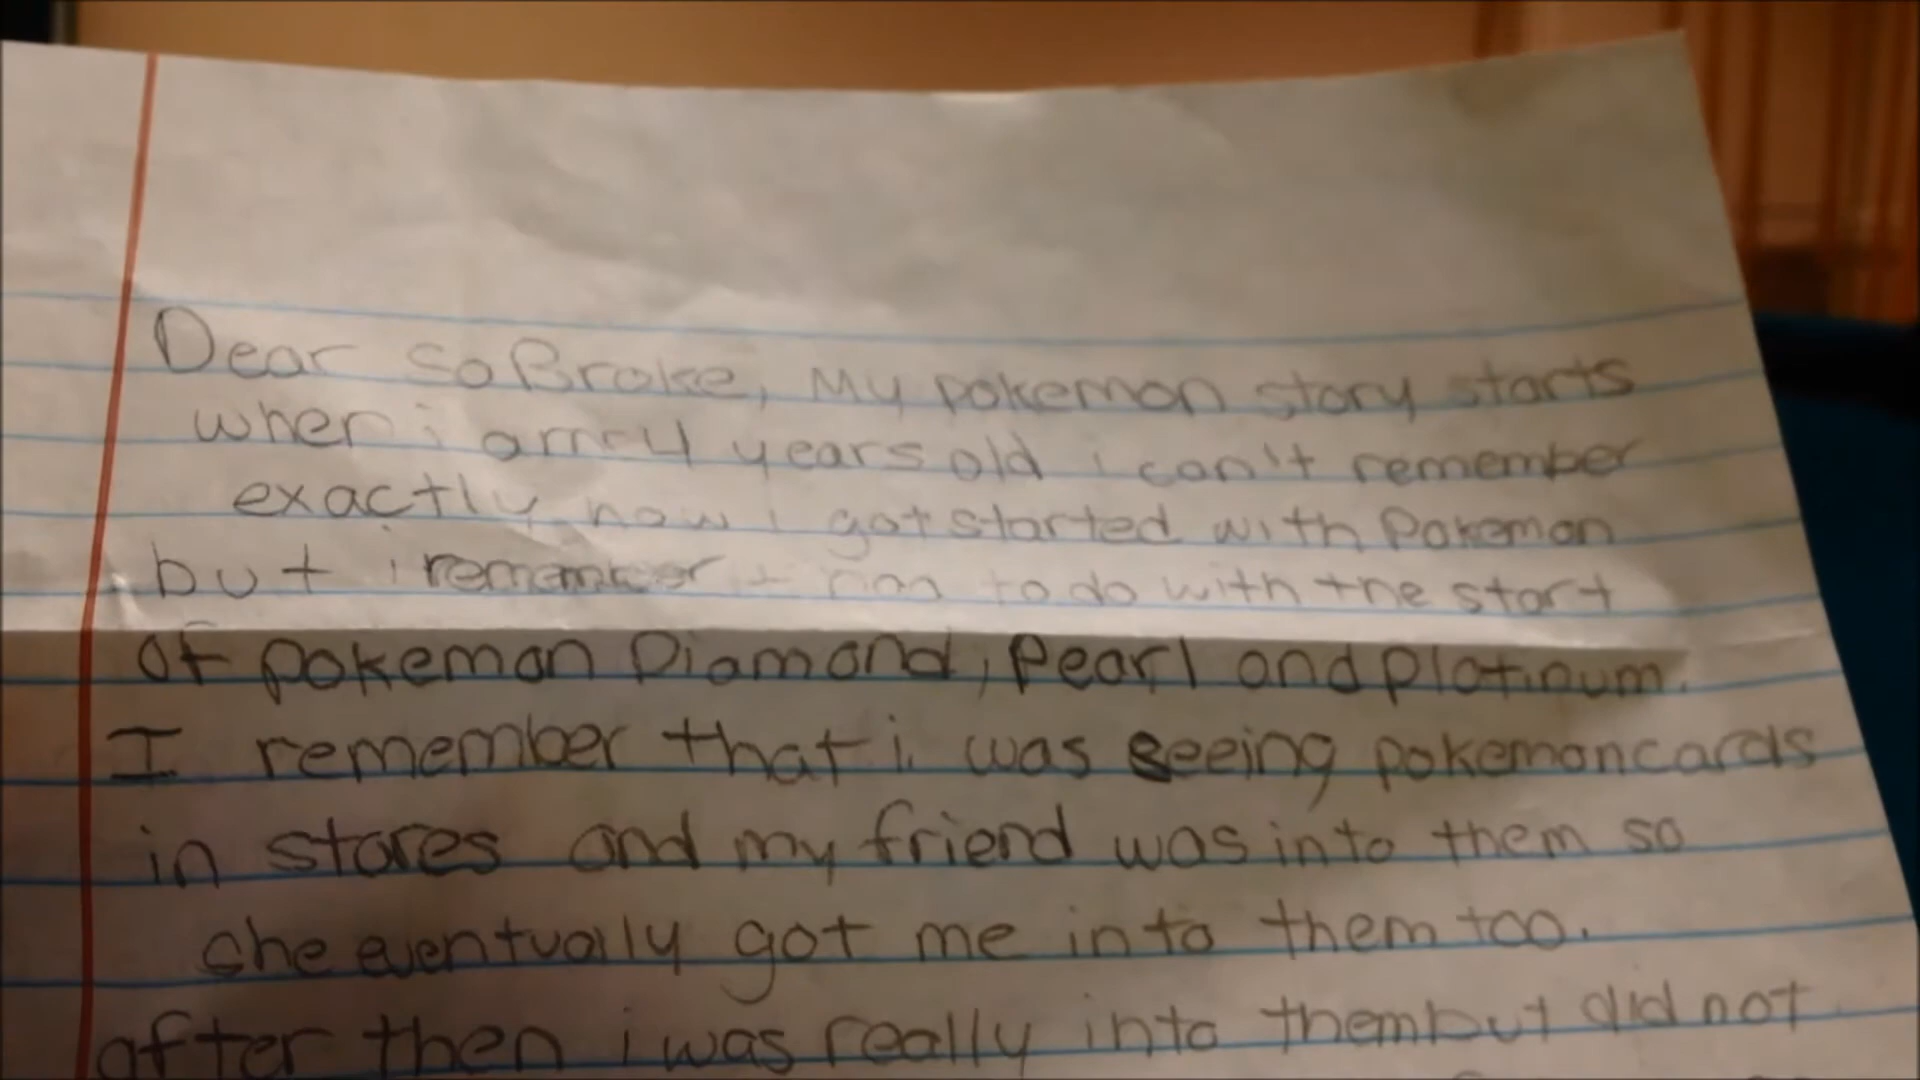 Dear SoBroke, My pokemon story starts
when i am 4 years old i can't remember
exactly how i got started with Pokemon
but i remember to do with the start
of pokemon Diamond, Pearl and platinum.
I remember that i was seeing pokemon cards
in stores and my friend was into them so
she eventually got me into them too.
after then i was really into them but did not